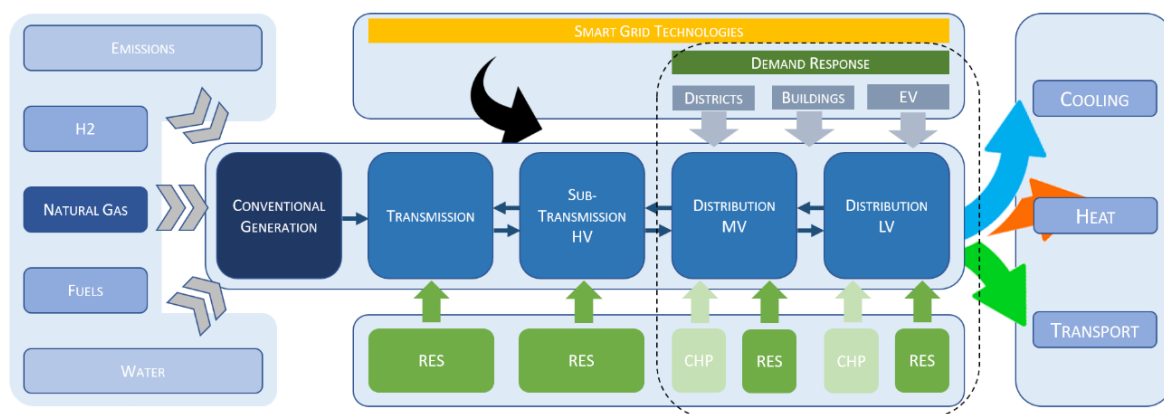 Emissions
H2
Natural Gas
Fuels
Water
Smart Grid Technologies
Demand Response
Districts
Buildings
EV
Conventional
Generation
Transmission
Sub-
Transmission
HV
Distribution
MV
Distribution
LV
RES
RES
CHP
RES
CHP
RES
Cooling
Heat
Transport